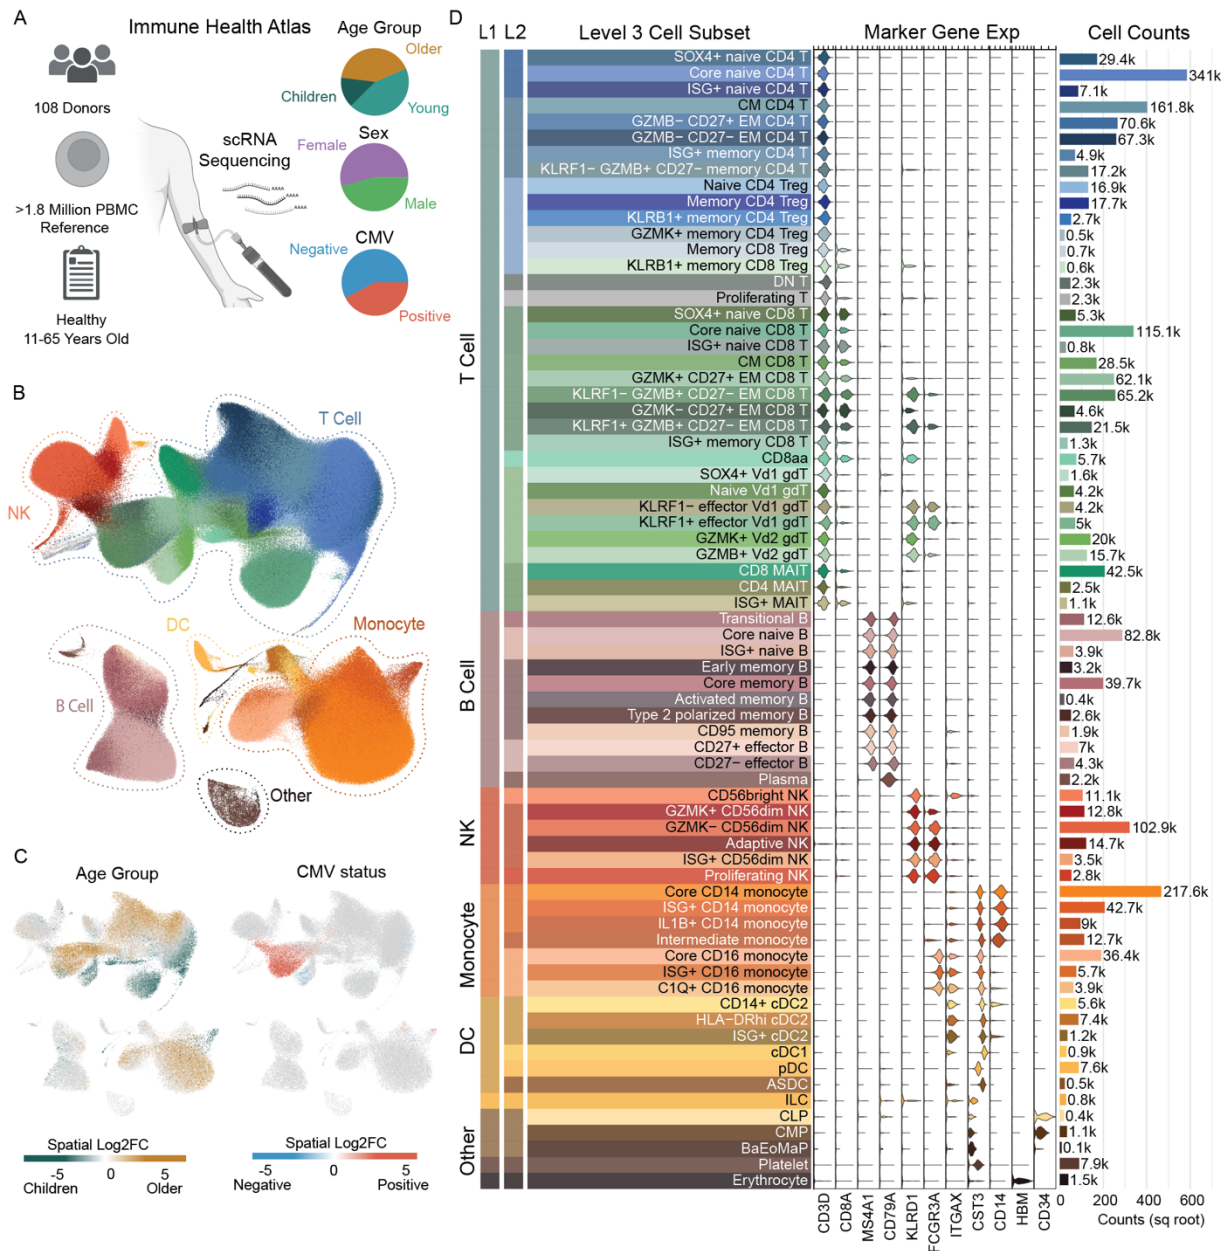 A
Immune Health Atlas
108 Donors
>1.8 Million PBMC
Reference
Healthy
11-65 Years Old
scRNA
Sequencing
AAAA
AAAA
AAAA
Age Group
Older
Children
Young
Sex
Female
Male
CMV
Negative
Positive
B
T Cell
NK
DC
Monocyte
B Cell
Other
C
Age Group
CMV status
Spatial Log2FC
-5 0 5
Children Older
Spatial Log2FC
-5 0 5
Negative Positive
D
L1 L2 Level 3 Cell Subset Marker Gene Exp Cell Counts
T Cell
SOX4+ naive CD4 T 29.4k
Core naive CD4 T 341k
ISG+ naive CD4 T 7.1k
CM CD4 T 161.8k
GZMB− CD27+ EM CD4 T 70.6k
GZMB− CD27− EM CD4 T 67.3k
ISG+ memory CD4 T 4.9k
KLRF1− GZMB+ CD27− memory CD4 T 17.2k
Naive CD4 Treg 16.9k
Memory CD4 Treg 17.7k
KLRB1+ memory CD4 Treg 2.7k
GZMK+ memory CD4 Treg 0.5k
Memory CD8 Treg 0.7k
KLRB1+ memory CD8 Treg 0.6k
DN T 2.3k
Proliferating T 2.3k
SOX4+ naive CD8 T 5.3k
Core naive CD8 T 115.1k
ISG+ naive CD8 T 0.8k
CM CD8 T 28.5k
GZMK+ CD27+ EM CD8 T 62.1k
KLRF1− GZMB+ CD27− EM CD8 T 65.2k
GZMK− CD27+ EM CD8 T 4.6k
KLRF1+ GZMB+ CD27− EM CD8 T 21.5k
ISG+ memory CD8 T 1.3k
CD8aa 5.7k
SOX4+ Vd1 gdT 1.6k
Naive Vd1 gdT 4.2k
KLRF1− effector Vd1 gdT 4.2k
KLRF1+ effector Vd1 gdT 5k
GZMK+ Vd2 gdT 20k
GZMB+ Vd2 gdT 15.7k
CD8 MAIT 42.5k
CD4 MAIT 2.5k
ISG+ MAIT 1.1k
B Cell
Transitional B 12.6k
Core naive B 82.8k
ISG+ naive B 3.9k
Early memory B 3.2k
Core memory B 39.7k
Activated memory B 0.4k
Type 2 polarized memory B 2.6k
CD95 memory B 1.9k
CD27+ effector B 7k
CD27− effector B 4.3k
Plasma 2.2k
NK
CD56bright NK 11.1k
GZMK+ CD56dim NK 12.8k
GZMK− CD56dim NK 102.9k
Adaptive NK 14.7k
ISG+ CD56dim NK 3.5k
Proliferating NK 2.8k
Monocyte
Core CD14 monocyte 217.6k
ISG+ CD14 monocyte 42.7k
IL1B+ CD14 monocyte 9k
Intermediate monocyte 12.7k
Core CD16 monocyte 36.4k
ISG+ CD16 monocyte 5.7k
C1Q+ CD16 monocyte 3.9k
DC
CD14+ cDC2 5.6k
HLA−DRhi cDC2 7.4k
ISG+ cDC2 1.2k
cDC1 0.9k
pDC 7.6k
ASDC 0.5k
Other
ILC 0.8k
CLP 0.4k
CMP 1.1k
BaEoMaP 0.1k
Platelet 7.9k
Erythrocyte 1.5k
CD3D CD8A MS4A1 CD79A KLRD1 FCGR3A ITGAX CST3 CD14 HBM CD34
0 200 400 600
Counts (sq root)